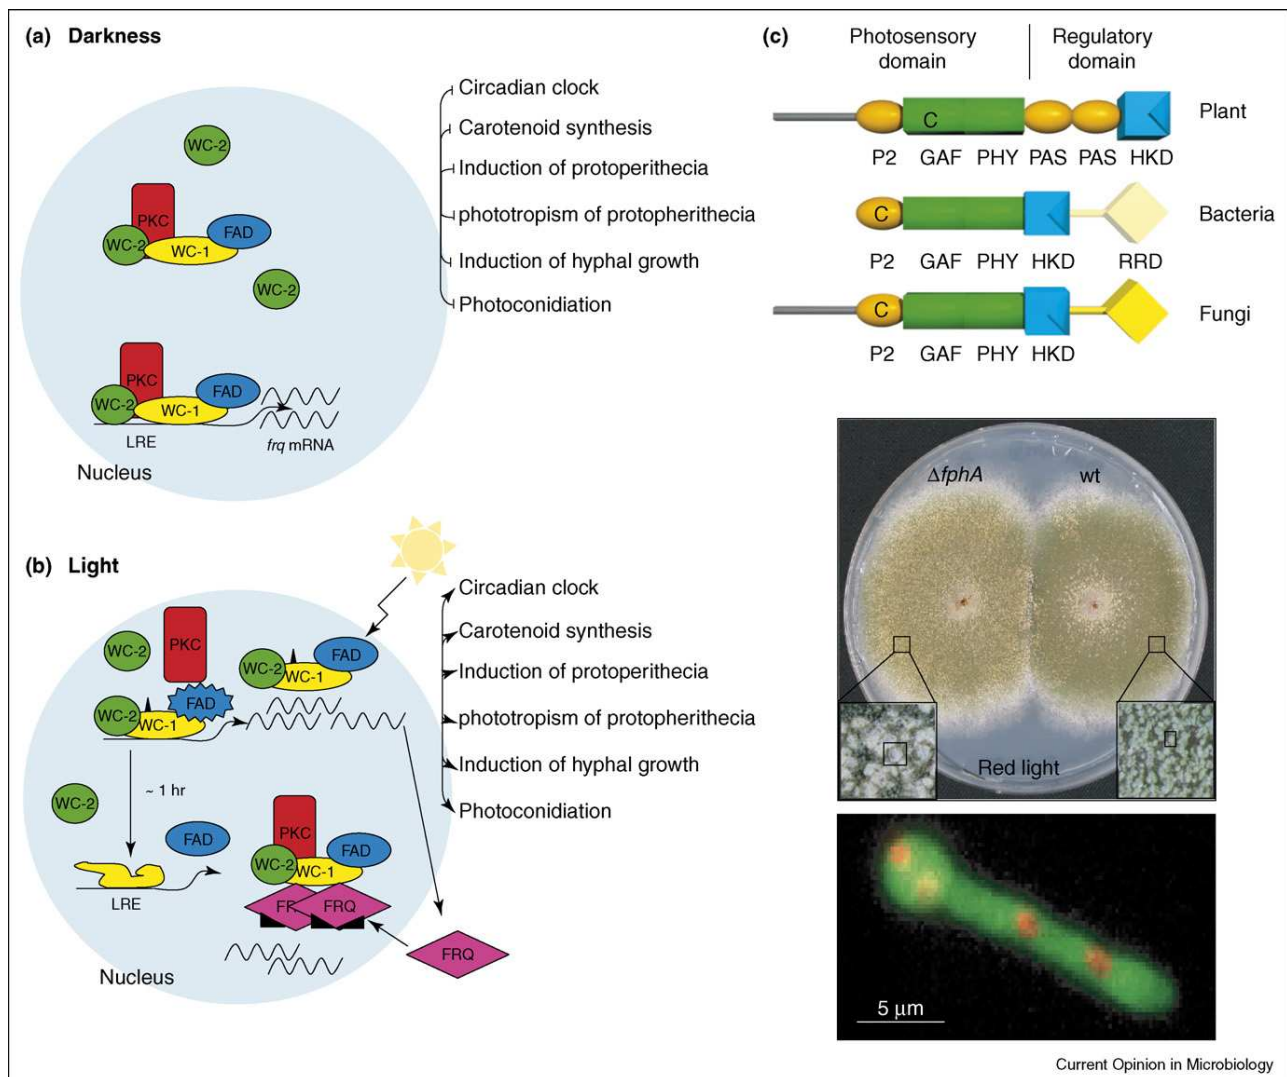 (a) Darkness
WC-2
PKC
WC-2
WC-1
FAD
WC-2
PKC
WC-2
WC-1
FAD
LRE
frq mRNA
Nucleus
Circadian clock
Carotenoid synthesis
Induction of protoperithecia
phototropism of protopherithecia
Induction of hyphal growth
Photoconidiation
(b) Light
WC-2
PKC
FAD
WC-2
WC-1
WC-2
WC-1
FAD
~ 1 hr
WC-2
FAD
LRE
PKC
WC-2
WC-1
FAD
FRQ
FRQ
Nucleus
Circadian clock
Carotenoid synthesis
Induction of protoperithecia
phototropism of protopherithecia
Induction of hyphal growth
Photoconidiation
(c) Photosensory domain
Regulatory domain
C
Plant
P2 GAF PHY PAS PAS HKD
C
Bacteria
P2 GAF PHY HKD RRD
C
Fungi
P2 GAF PHY HKD
ΔfphA
wt
Red light
5 μm
Current Opinion in Microbiology